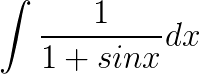 ∫ 1/(1 + sinx) dx